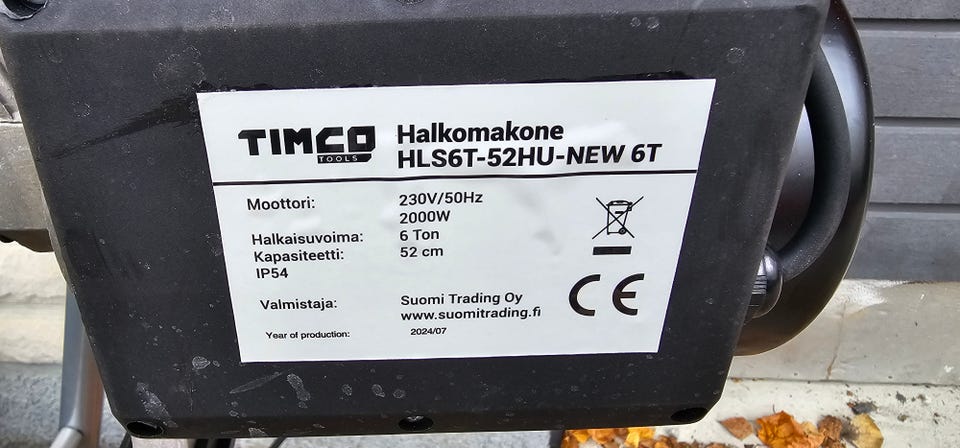 TIMCO
TOOLS
Halkomakone
HLS6T-52HU-NEW 6T
Moottori: 230V/50Hz
2000W
Halkaisuvoima: 6 Ton
Kapasiteetti: 52 cm
IP54
Valmistaja: Suomi Trading Oy
www.suomitrading.fi
Year of production: 2024/07
CE